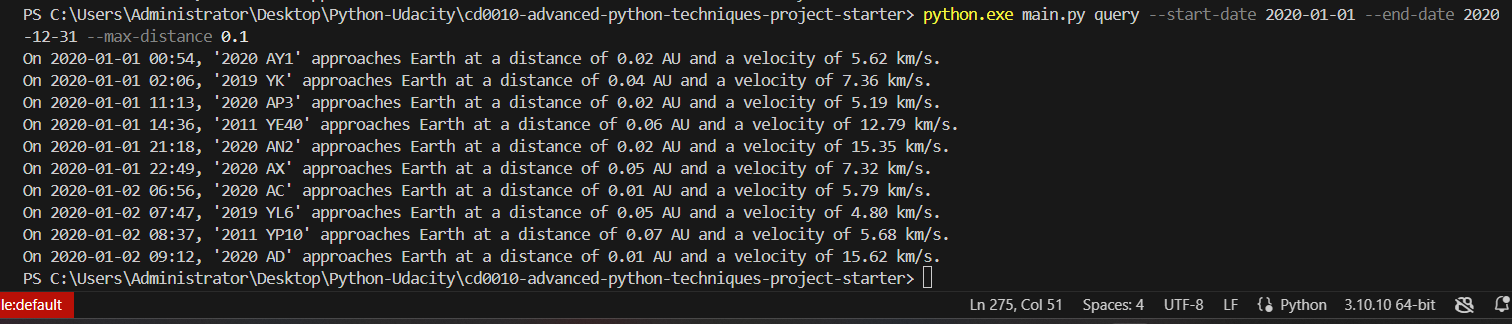 PS C:\Users\Administrator\Desktop\Python-Udacity\cd0010-advanced-python-techniques-project-starter> python.exe main.py query --start-date 2020-01-01 --end-date 2020
-12-31 --max-distance 0.1
On 2020-01-01 00:54, '2020 AY1' approaches Earth at a distance of 0.02 AU and a velocity of 5.62 km/s.
On 2020-01-01 02:06, '2019 YK' approaches Earth at a distance of 0.04 AU and a velocity of 7.36 km/s.
On 2020-01-01 11:13, '2020 AP3' approaches Earth at a distance of 0.02 AU and a velocity of 5.19 km/s.
On 2020-01-01 14:36, '2011 YE40' approaches Earth at a distance of 0.06 AU and a velocity of 12.79 km/s.
On 2020-01-01 21:18, '2020 AN2' approaches Earth at a distance of 0.02 AU and a velocity of 15.35 km/s.
On 2020-01-01 22:49, '2020 AX' approaches Earth at a distance of 0.05 AU and a velocity of 7.32 km/s.
On 2020-01-02 06:56, '2020 AC' approaches Earth at a distance of 0.01 AU and a velocity of 5.79 km/s.
On 2020-01-02 07:47, '2019 YL6' approaches Earth at a distance of 0.05 AU and a velocity of 4.80 km/s.
On 2020-01-02 08:37, '2011 YP10' approaches Earth at a distance of 0.07 AU and a velocity of 5.68 km/s.
On 2020-01-02 09:12, '2020 AD' approaches Earth at a distance of 0.01 AU and a velocity of 15.62 km/s.
PS C:\Users\Administrator\Desktop\Python-Udacity\cd0010-advanced-python-techniques-project-starter>
le:default Ln 275, Col 51 Spaces: 4 UTF-8 LF Python 3.10.10 64-bit